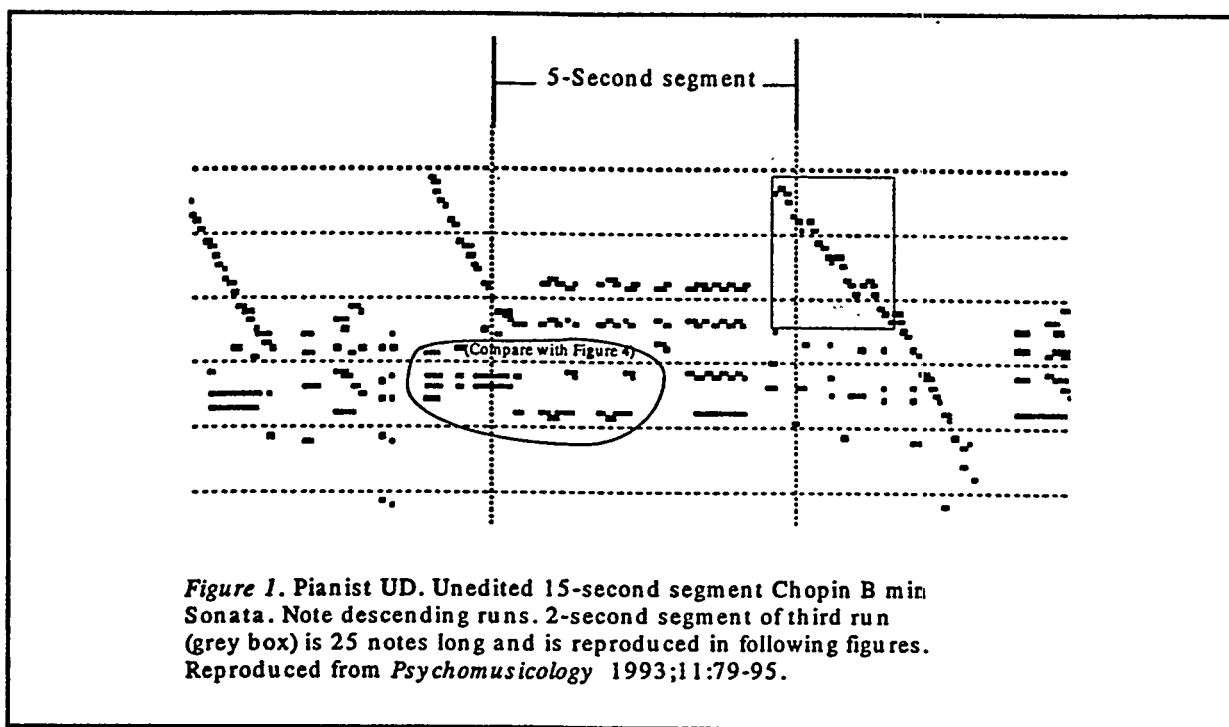 5-Second segment
(Compare with Figure 4)
Figure 1. Pianist UD. Unedited 15-second segment Chopin B min
Sonata. Note descending runs. 2-second segment of third run
(grey box) is 25 notes long and is reproduced in following figures.
Reproduced from Psychomusicology 1993;11:79-95.